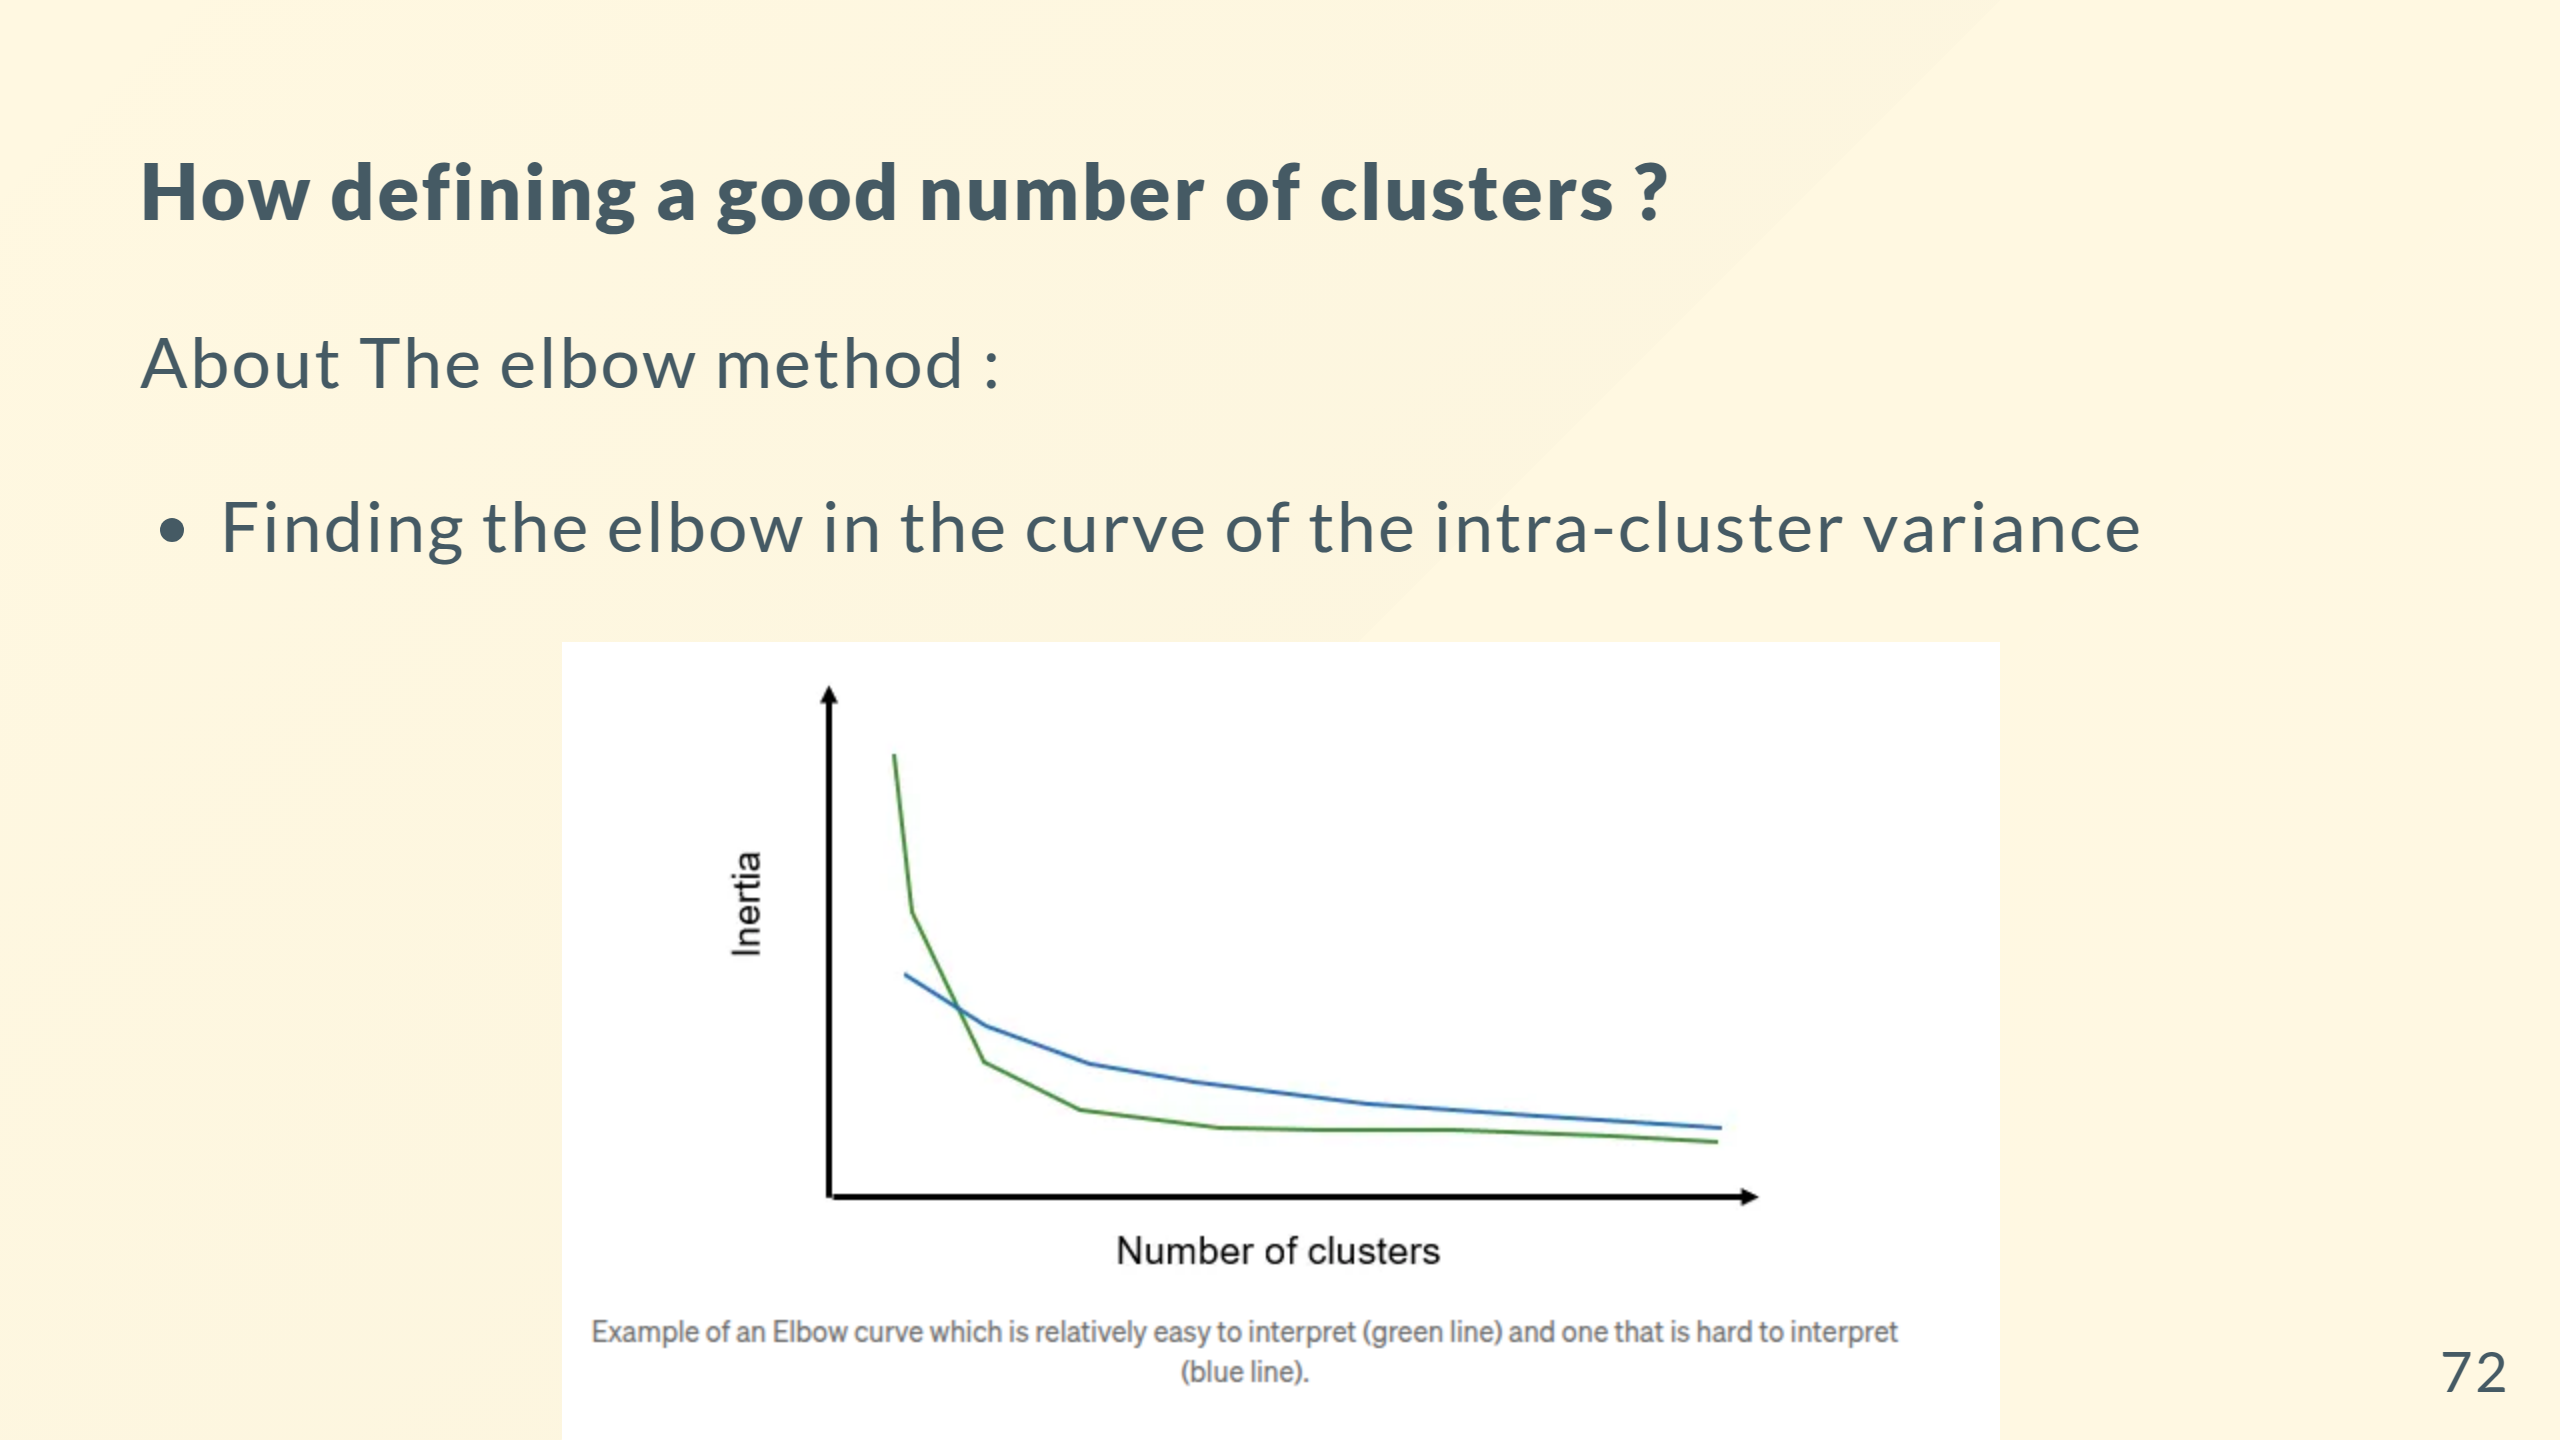 How defining a good number of clusters ?
About The elbow method :
• Finding the elbow in the curve of the intra-cluster variance
Inertia
Number of clusters
Example of an Elbow curve which is relatively easy to interpret (green line) and one that is hard to interpret
(blue line).
72